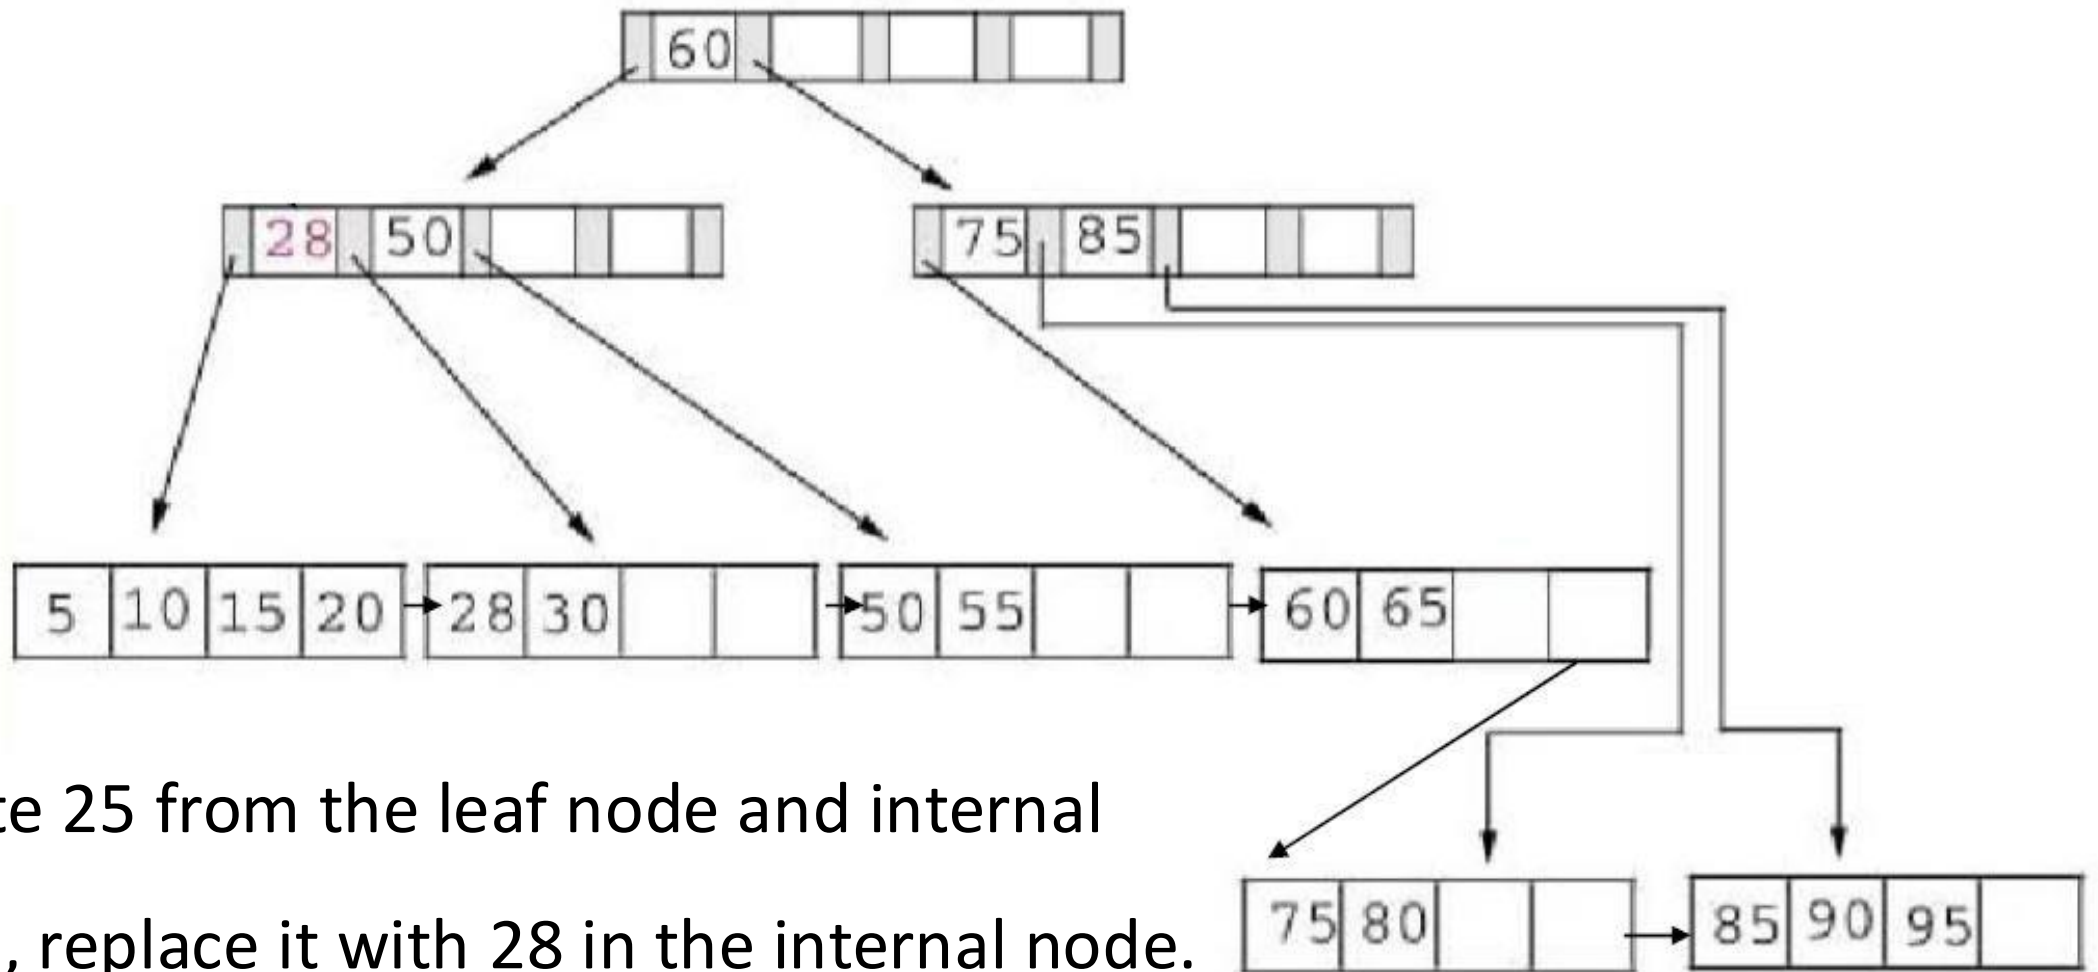 60
28 50 75 85
5 10 15 20 28 30 50 55 60 65
te 25 from the leaf node and internal
, replace it with 28 in the internal node.
75 80 85 90 95